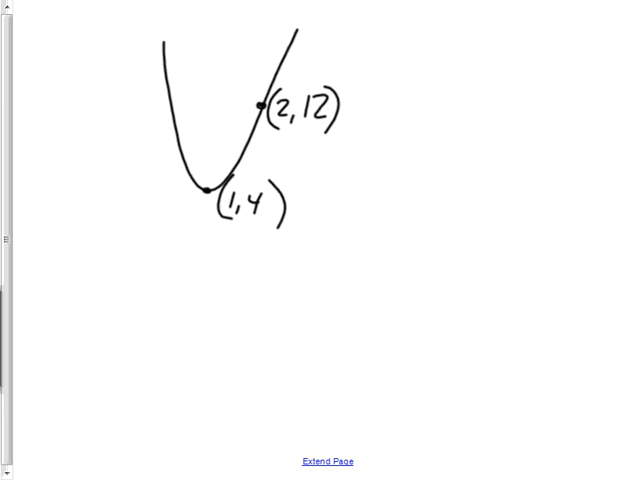 (2, 12)
(1, 4)
Extend Page